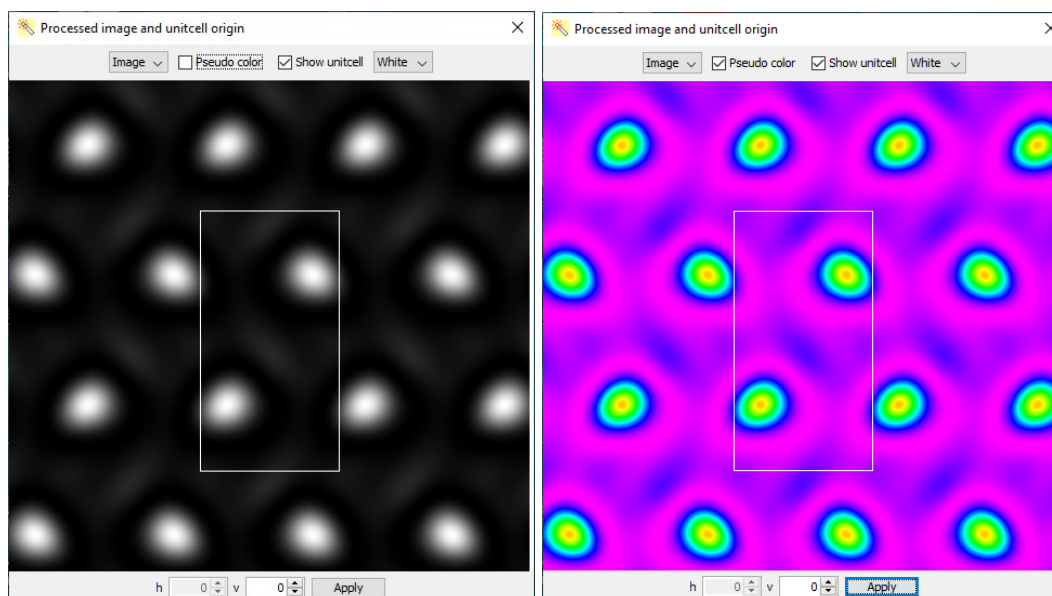 Processed image and unitcell origin
Image Pseudo color Show unitcell White
h 0 v 0 Apply
Processed image and unitcell origin
Image Pseudo color Show unitcell White
h 0 v 0 Apply